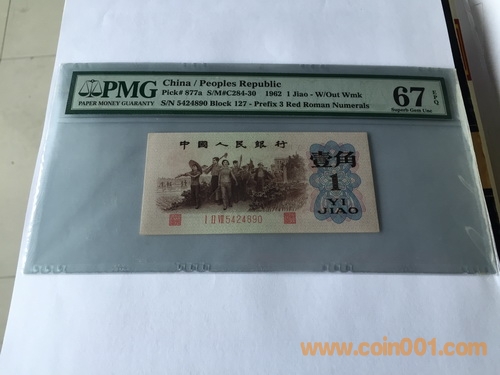 PMG
PAPER MONEY GUARANTY
China / Peoples Republic
Pick# 877a S/M#C284-30 1962 1 Jiao - W/Out Wmk
S/N 5424890 Block 127 - Prefix 3 Red Roman Numerals
67 EPQ
Superb Gem Unc
中國人民銀行
壹角
1
YI
JIAO
I II VII 5424890
www.coin001.com